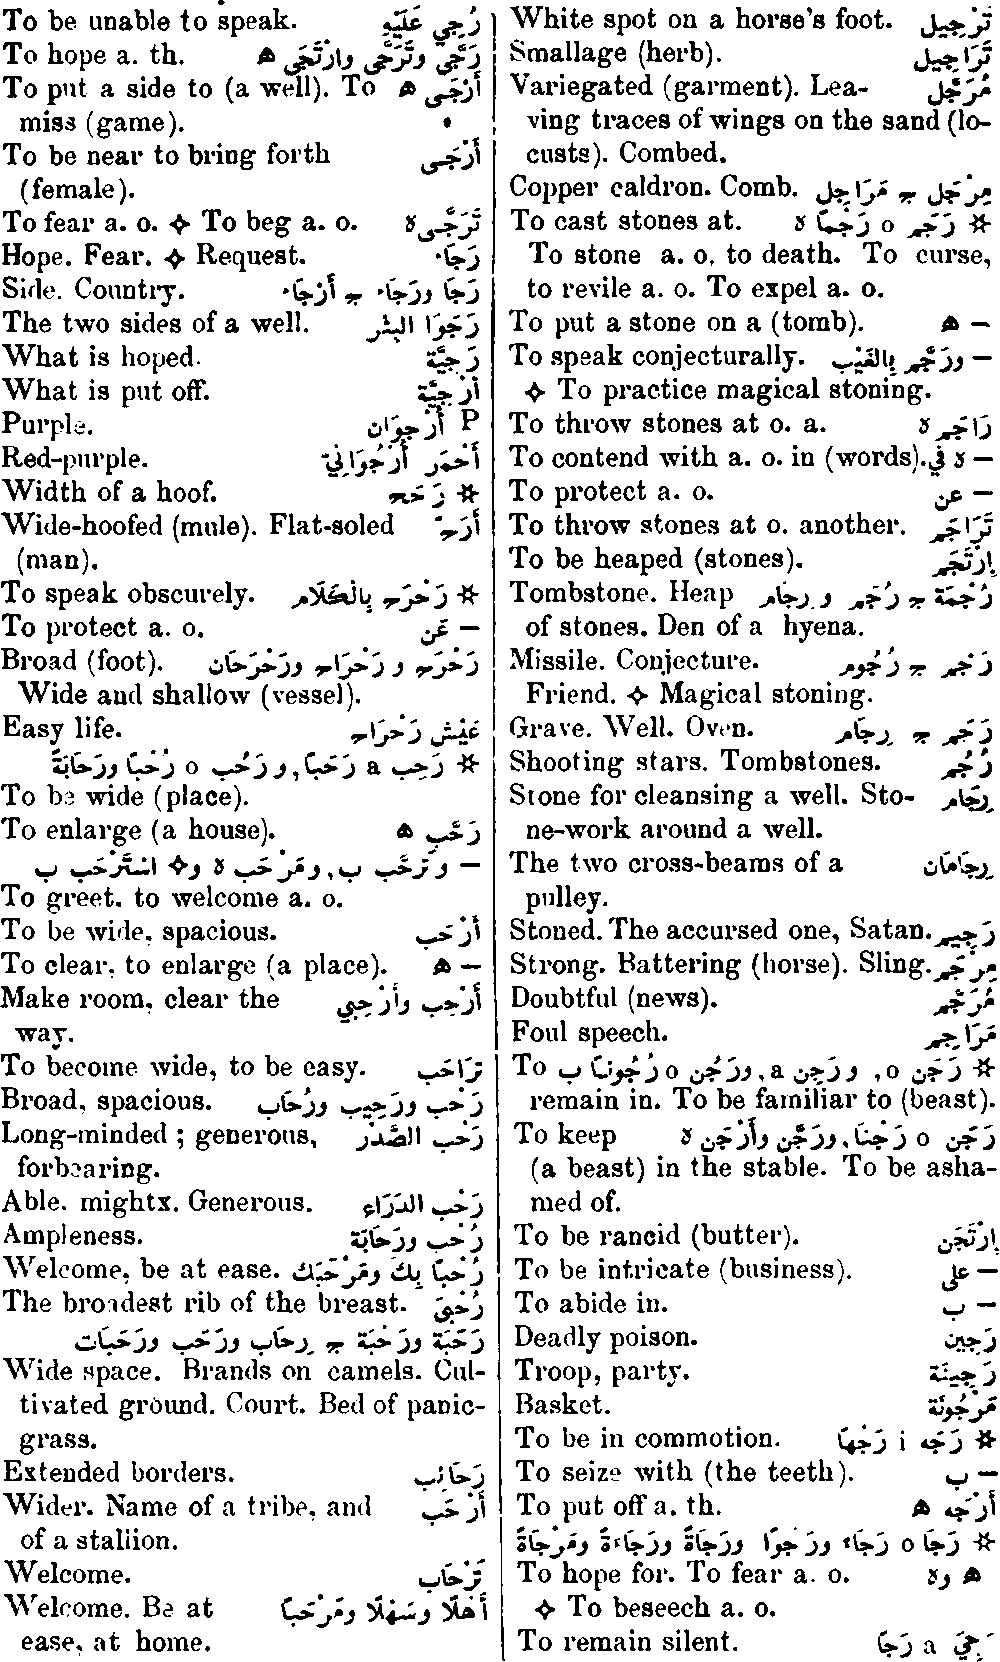 White spot on a horse's foot. تَرْجِيل
Smallage (herb). تَرَاجِيل
Variegated (garment). Lea- مُرَجَّل
ving traces of wings on the sand (lo-
custs). Combed.
Copper caldron. Comb. مِرْجَل ج مَرَاجِل
To cast stones at. ✲ رَجَم o رَجْمًا ه
To stone a. o. to death. To curse,
to revile a. o. To expel a. o.
To put a stone on a (tomb). — ھ
To speak conjecturally. — ورَجَّم بِالغَيْب
✧ To practice magical stoning.
To throw stones at o. a. رَاجَم ه
To contend with a. o. in (words). — ه في
To protect a. o. — عن
To throw stones at o. another. تَرَاجَم
To be heaped (stones). اِرْتَجَم
Tombstone. Heap رُجْمَة ج رُجَم و رِجَام
of stones. Den of a hyena.
Missile. Conjecture. رَجْم ج رُجُوم
Friend. ✧ Magical stoning.
Grave. Well. Oven. رَجَم ج رِجَام
Shooting stars. Tombstones. رُجُم
Stone for cleansing a well. Sto- رِجَام
ne-work around a well.
The two cross-beams of a رِجَامَان
pulley.
Stoned. The accursed one, Satan. رَجِيم
Strong. Battering (horse). Sling. مِرْجَم
Doubtful (news). مُرَجَّم
Foul speech. مَرَاجِم
To ✲ رَجَن o, ورَجِن a, ورَجُن o رُجُونًا ب
remain in. To be familiar to (beast).
To keep رَجَن o رَجْنًا, ورَجَّن وأَرْجَن ه
(a beast) in the stable. To be asha-
med of.
To be rancid (butter). اِرْتَجَن
To be intricate (business). — على
To abide in. — ب
Deadly poison. رَجِين
Troop, party. رَجِينَة
Basket. مَرْجُونَة
To be in commotion. ✲ رَجَه i رَجْهًا
To seize with (the teeth). — ب
To put off a. th. أَرْجَه ھ
✲ رَجَا o رَجَاء ورَجْوًا ورَجَاةً ورَجَاءَةً ومَرْجَاةً
To hope for. To fear a. o. ھ وه
✧ To beseech a. o.
To remain silent. رَجِيَ a رَجًا
To be unable to speak. رُجِي عَلَيْهِ
To hope a. th. رَجَّى وتَرَجَّى وارْتَجَى ھ
To put a side to (a well). To أَرْجَى ھ
miss (game).
To be near to bring forth أَرْجَى
(female).
To fear a. o. ✧ To beg a. o. تَرَجَّى ه
Hope. Fear. ✧ Request. رَجَاء
Side. Country. رَجَا ورَجَاء ج أَرْجَاء
The two sides of a well. رَجَوَا البِئْر
What is hoped. رَجِيَّة
What is put off. أُرْجِيَّة
Purple. P أُرْجوَان
Red-purple. أَحْمَر أُرْجُوَانِيّ
Width of a hoof. ✲ رَحَح
Wide-hoofed (mule). Flat-soled أَرَحّ
(man).
To speak obscurely. ✲ رَحْرَح بِالْكَلَام
To protect a. o. — عَن
Broad (foot). رَحْرَح و رَحْرَاح ورَحْرَحَان
Wide and shallow (vessel).
Easy life. عَيْش رَحْرَاح
✲ رَحِب a رَحَبًا, و رَحُب o رُحْبًا ورَحَابَةً
To be wide (place).
To enlarge (a house). رَحَّب ھ
— وتَرَحَّب ب, ومَرْحَب ه و✧ اسْتَرْحَب ب
To greet. to welcome a. o.
To be wide, spacious. أَرْحَب
To clear, to enlarge (a place). — ھ
Make room, clear the أَرْحِب وأَرْحِبِي
way.
To become wide, to be easy. تَرَاحَب
Broad, spacious. رَحْب ورَحِيب ورُحَاب
Long-minded ; generous, رَحْب الصَّدْر
forbearing.
Able. mightx. Generous. رَحْب الذِرَاع
Ampleness. رُحْب ورَحَابَة
Welcome, be at ease. رُحْبًا بِكَ ومَرْحَبَك
The broadest rib of the breast. رُحْبَى
رَحْبَة ورَحَبَة ج رِحَاب ورَحَب ورَحَبَات
Wide space. Brands on camels. Cul-
tivated ground. Court. Bed of panic-
grass.
Extended borders. رَحَائِب
Wider. Name of a tribe, and أَرْحَب
of a staliion.
Welcome. تَرْحَاب
Welcome. Be at أَهْلًا وسَهْلًا ومَرْحَبًا
ease, at home.